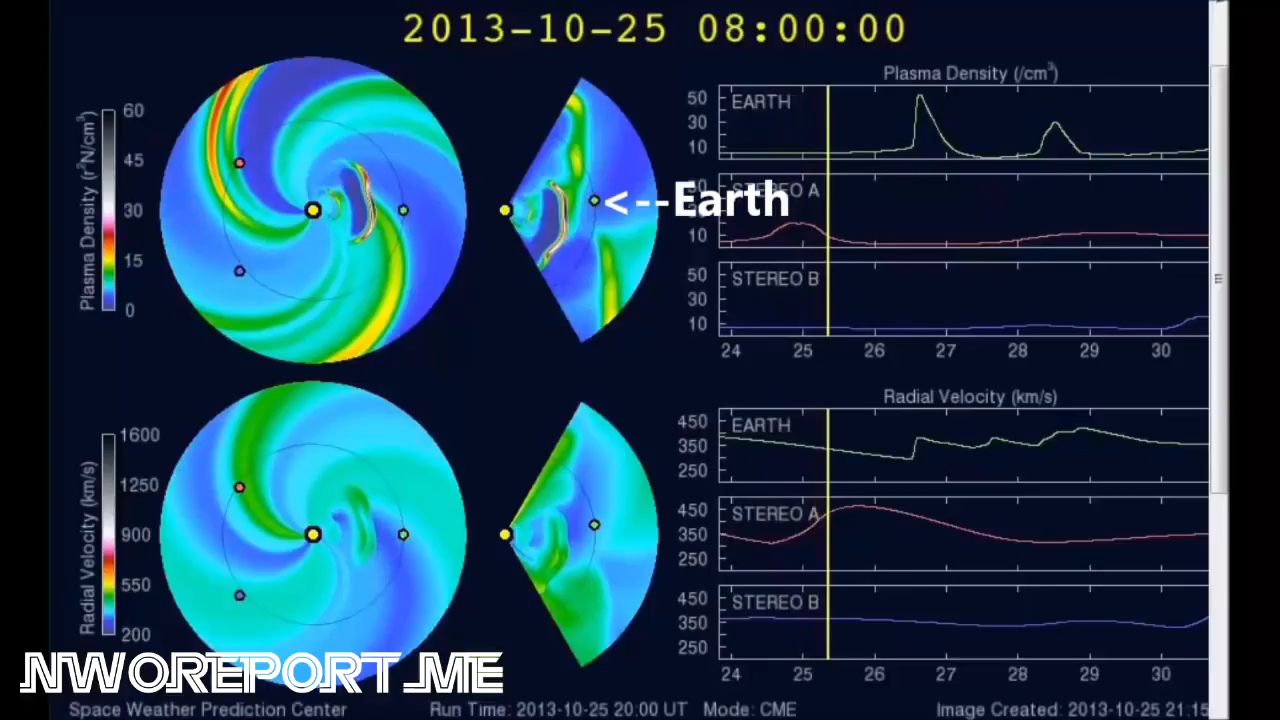 2013-10-25 08:00:00
Plasma Density (r²N/cm³)
60
45
30
15
0
<--Earth
Plasma Density (/cm³)
EARTH
50
30
10
STEREO A
10
STEREO B
50
30
10
24 25 26 27 28 29 30
Radial Velocity (km/s)
1600
1250
900
550
200
Radial Velocity (km/s)
EARTH
450
350
250
STEREO A
450
350
250
STEREO B
450
350
250
24 25 26 27 28 29 30
NWOREPORT.ME
Space Weather Prediction Center Run Time: 2013-10-25 20:00 UT Mode: CME Image Created: 2013-10-25 21:15